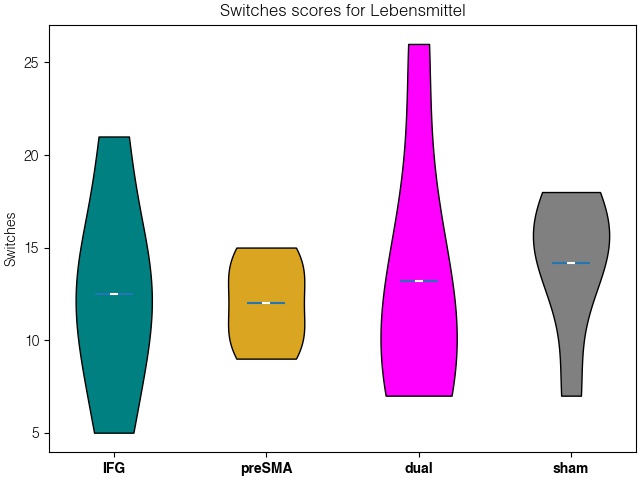 Switches scores for Lebensmittel
25
20
15
10
5
Switches
IFG
preSMA
dual
sham